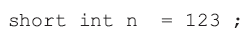 short int n  = 123 ;